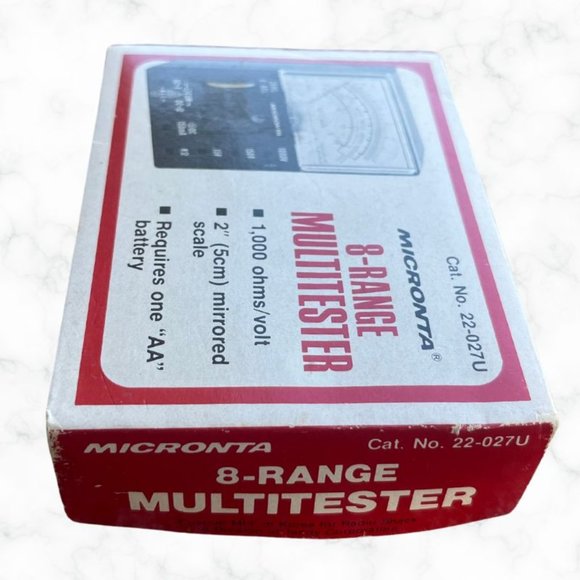 Cat. No. 22-027U
MICRONTA®
8-RANGE
MULTITESTER
■ 1,000 ohms/volt
■ 2" (5cm) mirrored
scale
■ Requires one "AA"
battery
MICRONTA
Cat. No. 22-027U
8-RANGE
MULTITESTER